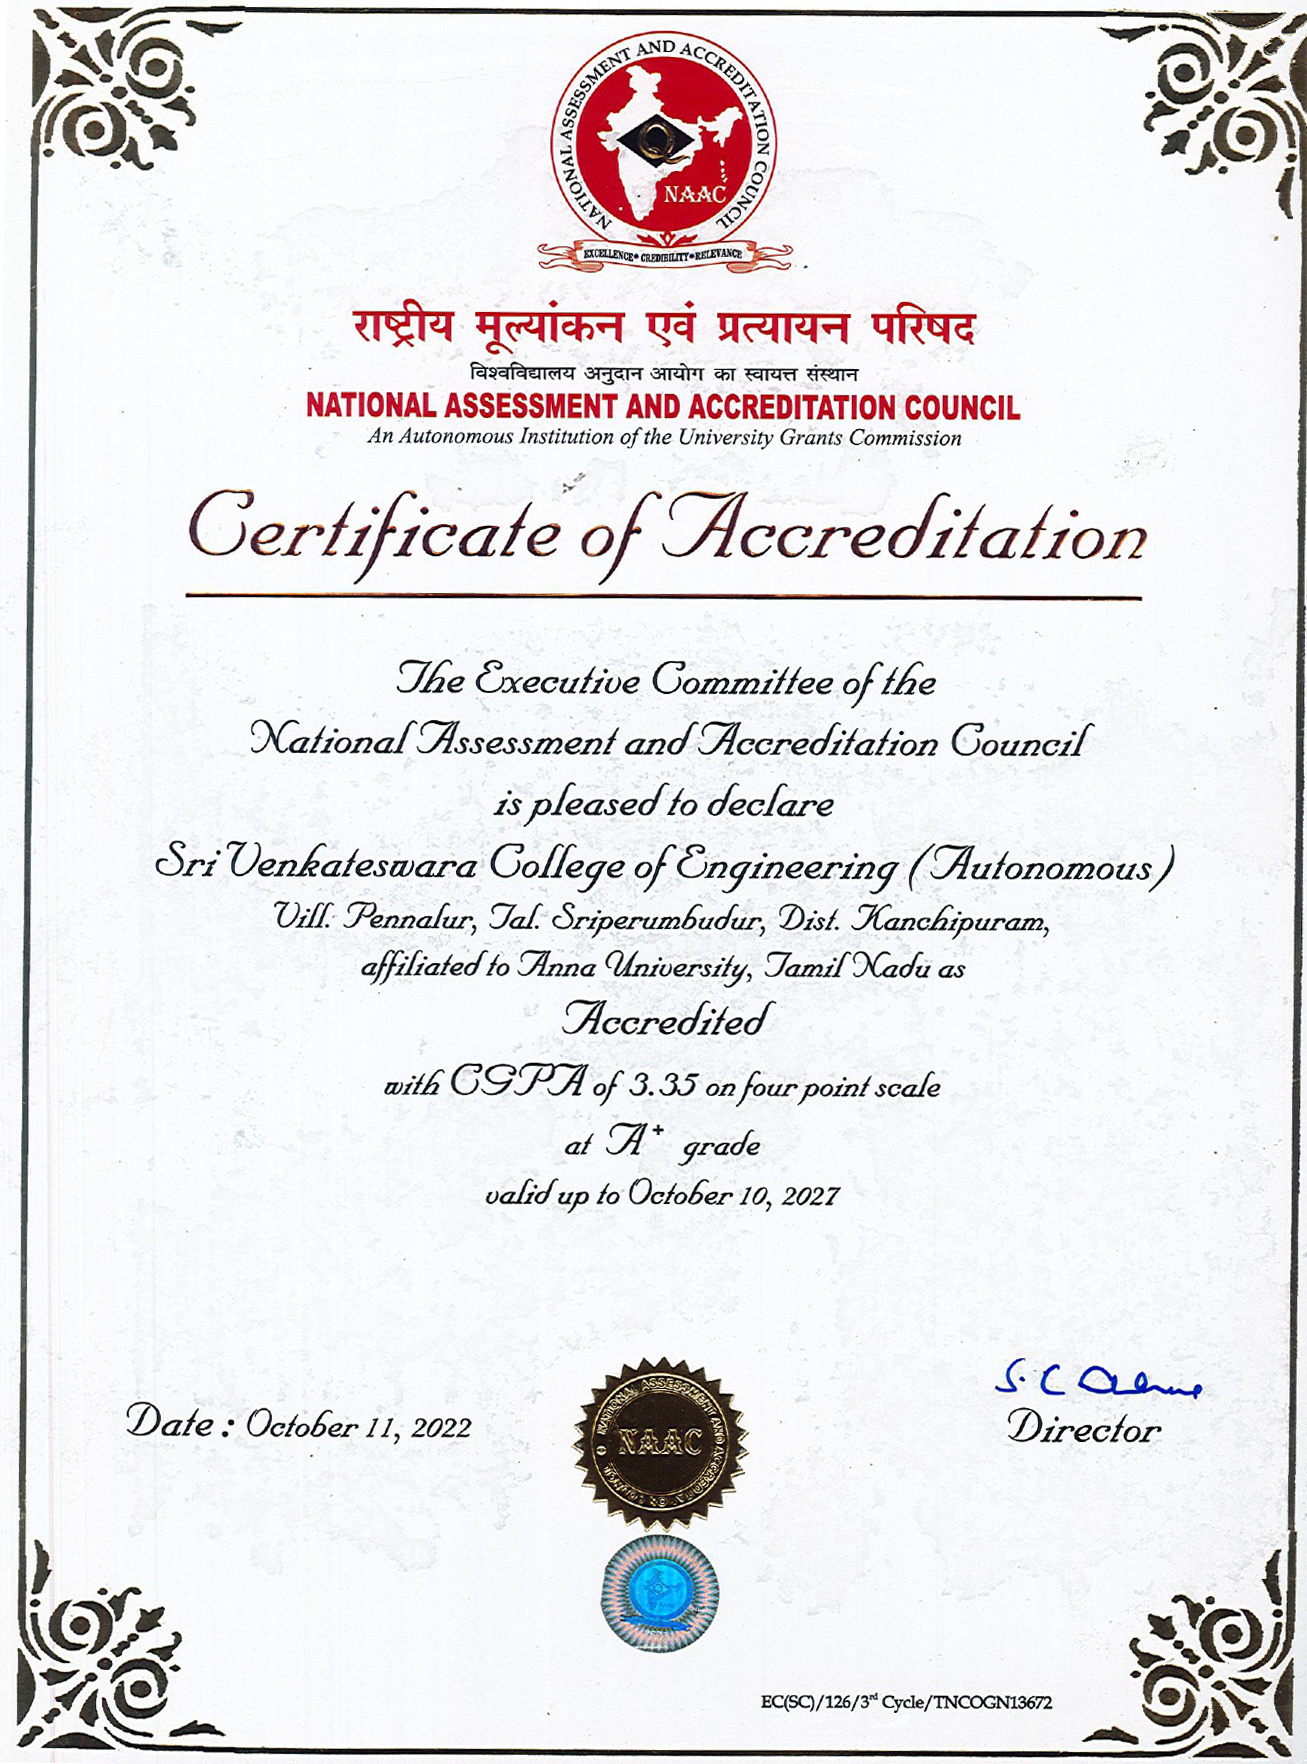 NATIONAL ASSESSMENT AND ACCREDITATION COUNCIL
Q
NAAC
EXCELLENCE * CREDIBILITY * RELEVANCE
राष्ट्रीय मूल्यांकन एवं प्रत्यायन परिषद
विश्वविद्यालय अनुदान आयोग का स्वायत्त संस्थान
NATIONAL ASSESSMENT AND ACCREDITATION COUNCIL
An Autonomous Institution of the University Grants Commission
Certificate of Accreditation
The Executive Committee of the
National Assessment and Accreditation Council
is pleased to declare
Sri Venkateswara College of Engineering (Autonomous)
Vill. Pennalur, Tal. Sriperumbudur, Dist. Kanchipuram,
affiliated to Anna University, Tamil Nadu as
Accredited
with CGPA of 3.35 on four point scale
at A+ grade
valid up to October 10, 2027
Date : October 11, 2022
Director
NATIONAL ASSESSMENT AND ACCREDITATION COUNCIL
NAAC
EC(SC)/126/3rd Cycle/TNCOGN13672